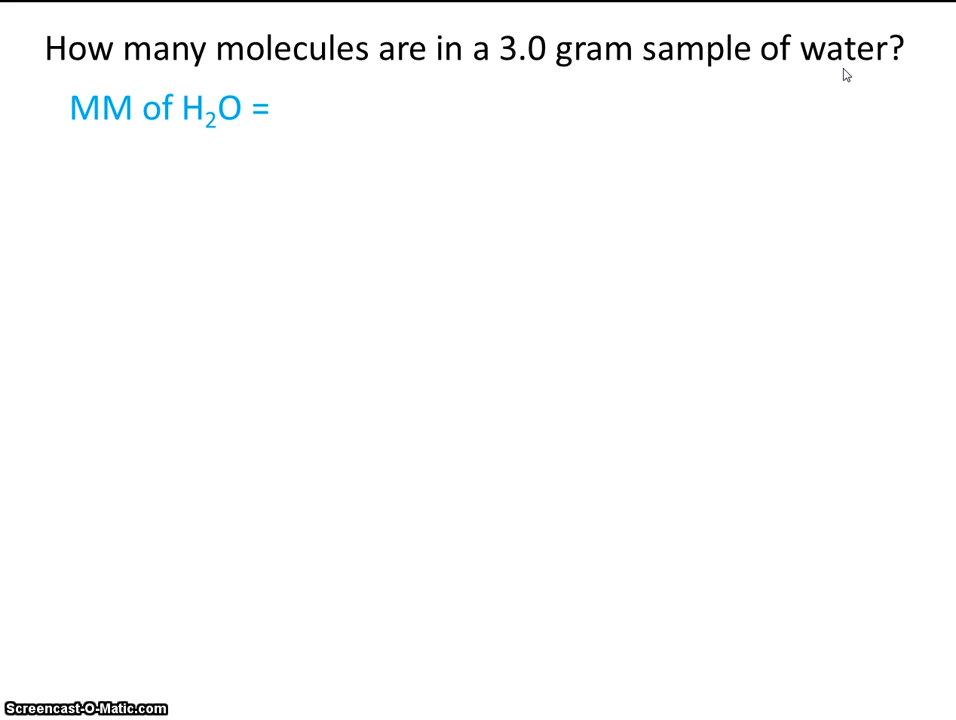 How many molecules are in a 3.0 gram sample of water?
MM of H₂O =
Screencast-O-Matic.com